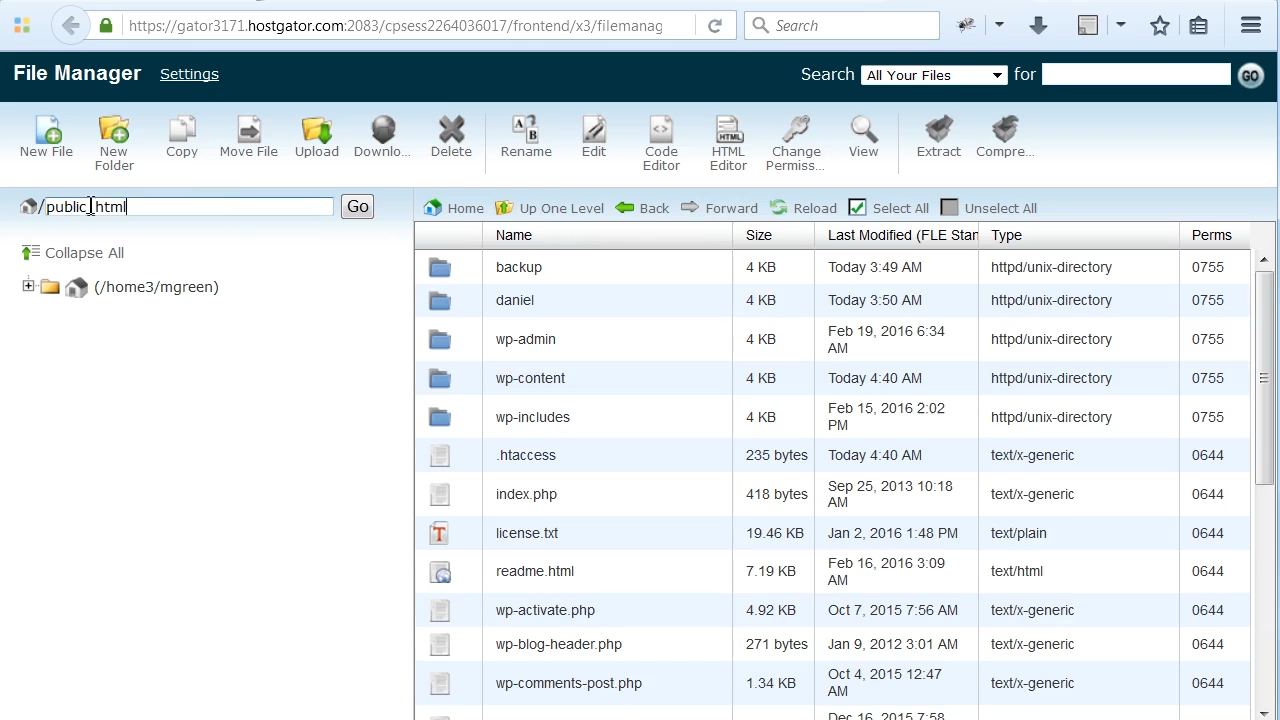 https://gator3171.hostgator.com:2083/cpsess2264036017/frontend/x3/filemanag
Search
File Manager
Settings
Search
All Your Files
for
GO
New File
New
Folder
Copy
Move File
Upload
Downlo...
Delete
Rename
Edit
Code
Editor
HTML
HTML
Editor
Change
Permiss...
View
Extract
Compre...
/public_html
Go
Home
Up One Level
Back
Forward
Reload
Select All
Unselect All
Collapse All
(/home3/mgreen)
Name Size Last Modified (FLE Stan Type Perms
backup 4 KB Today 3:49 AM httpd/unix-directory 0755
daniel 4 KB Today 3:50 AM httpd/unix-directory 0755
wp-admin 4 KB Feb 19, 2016 6:34
AM httpd/unix-directory 0755
wp-content 4 KB Today 4:40 AM httpd/unix-directory 0755
wp-includes 4 KB Feb 15, 2016 2:02
PM httpd/unix-directory 0755
.htaccess 235 bytes Today 4:40 AM text/x-generic 0644
index.php 418 bytes Sep 25, 2013 10:18
AM text/x-generic 0644
license.txt 19.46 KB Jan 2, 2016 1:48 PM text/plain 0644
readme.html 7.19 KB Feb 16, 2016 3:09
AM text/html 0644
wp-activate.php 4.92 KB Oct 7, 2015 7:56 AM text/x-generic 0644
wp-blog-header.php 271 bytes Jan 9, 2012 3:01 AM text/x-generic 0644
wp-comments-post.php 1.34 KB Oct 4, 2015 12:47
AM text/x-generic 0644
Dec 16, 2015 7:58